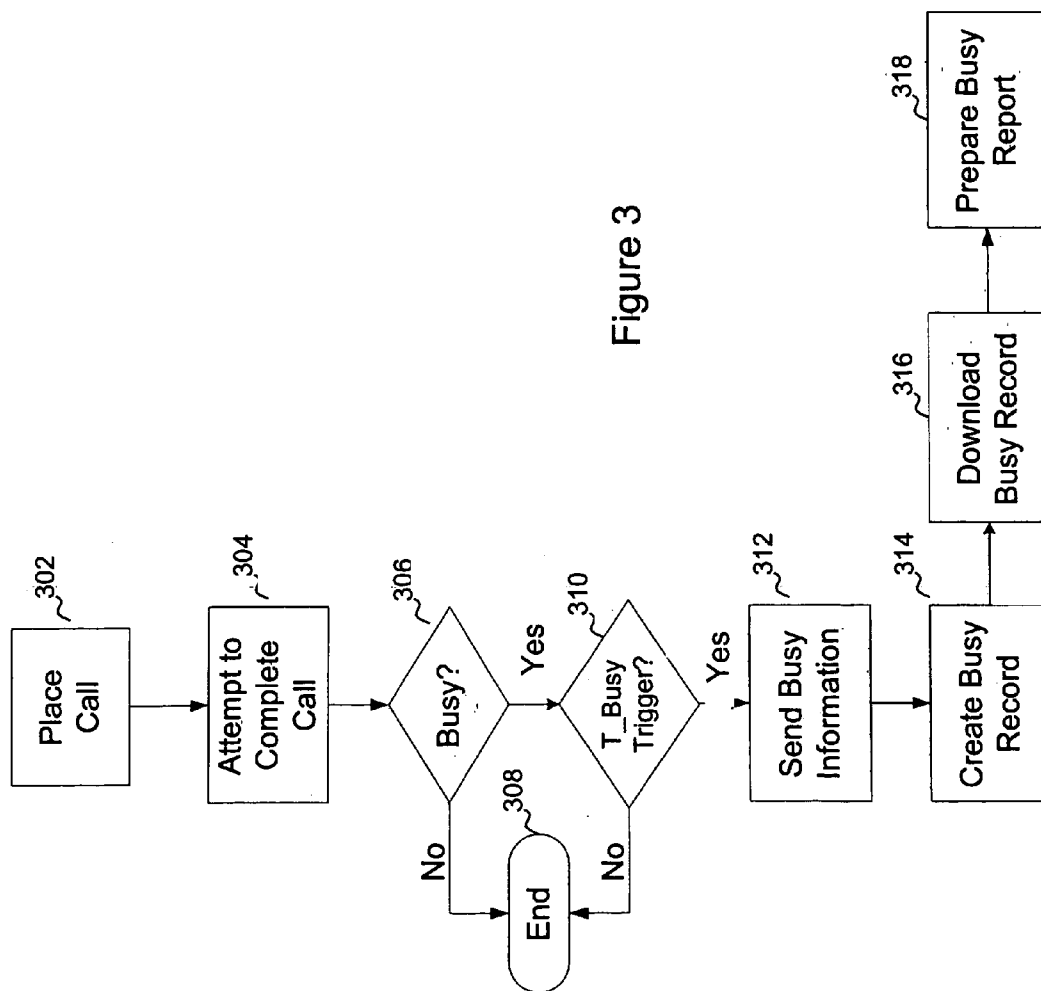 302
Place
Call
304
Attempt to
Complete
Call
306
Busy?
No
Yes
308
End
310
T_Busy
Trigger?
No
Yes
312
Send Busy
Information
314
Create Busy
Record
316
Download
Busy Record
318
Prepare Busy
Report
Figure 3